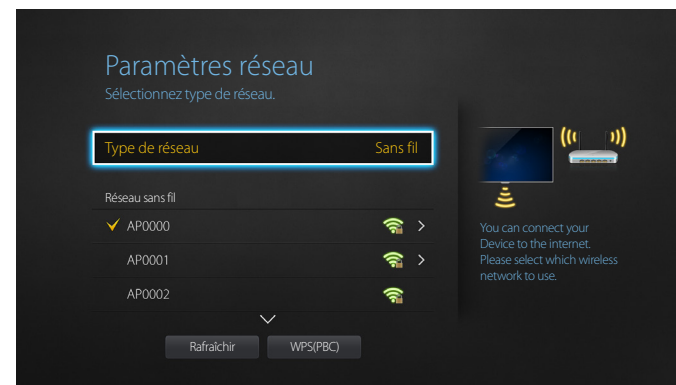 Paramètres réseau
Sélectionnez type de réseau.
Type de réseau Sans fil
Réseau sans fil
AP0000
AP0001
AP0002
Rafraîchir WPS(PBC)
You can connect your
Device to the internet.
Please select which wireless
network to use.